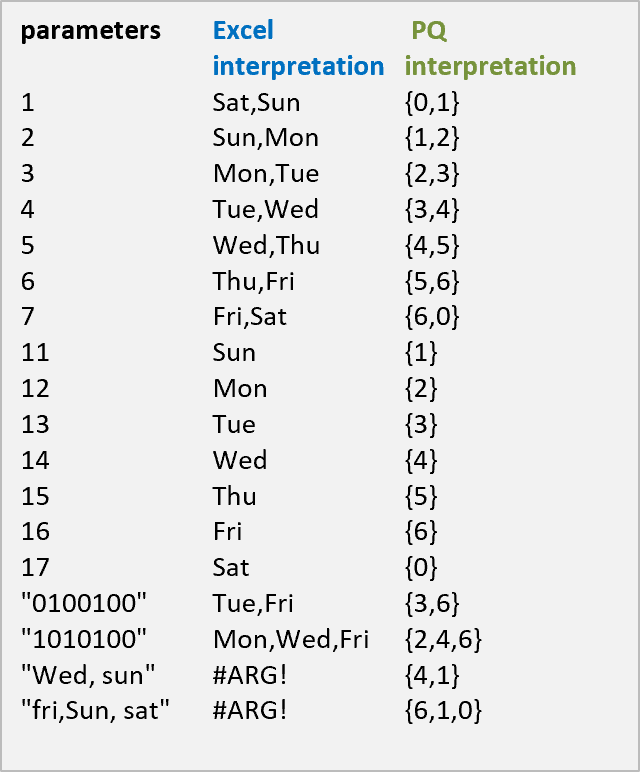 parameters Excel PQ
interpretation interpretation
1 Sat,Sun {0,1}
2 Sun,Mon {1,2}
3 Mon,Tue {2,3}
4 Tue,Wed {3,4}
5 Wed,Thu {4,5}
6 Thu,Fri {5,6}
7 Fri,Sat {6,0}
11 Sun {1}
12 Mon {2}
13 Tue {3}
14 Wed {4}
15 Thu {5}
16 Fri {6}
17 Sat {0}
"0100100" Tue,Fri {3,6}
"1010100" Mon,Wed,Fri {2,4,6}
"Wed, sun" #ARG! {4,1}
"fri,Sun, sat" #ARG! {6,1,0}